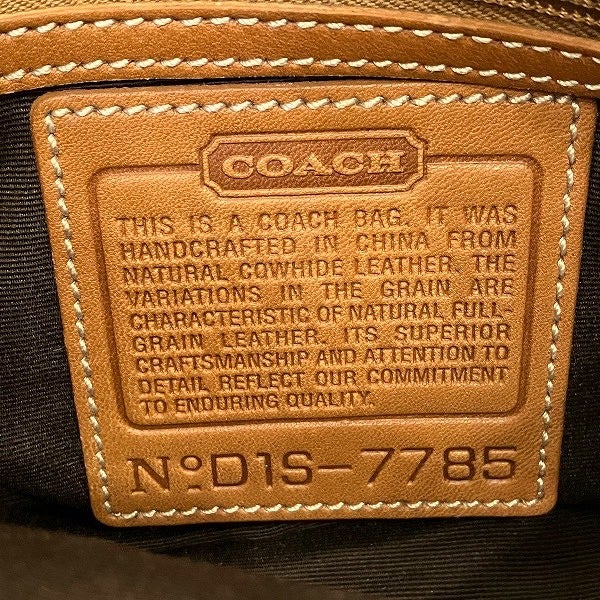 COACH
THIS IS A COACH BAG. IT WAS
HANDCRAFTED IN CHINA FROM
NATURAL COWHIDE LEATHER. THE
VARIATIONS IN THE GRAIN ARE
CHARACTERISTIC OF NATURAL FULL-
GRAIN LEATHER. ITS SUPERIOR
CRAFTSMANSHIP AND ATTENTION TO
DETAIL REFLECT OUR COMMITMENT
TO ENDURING QUALITY.
Nº D1S-7785